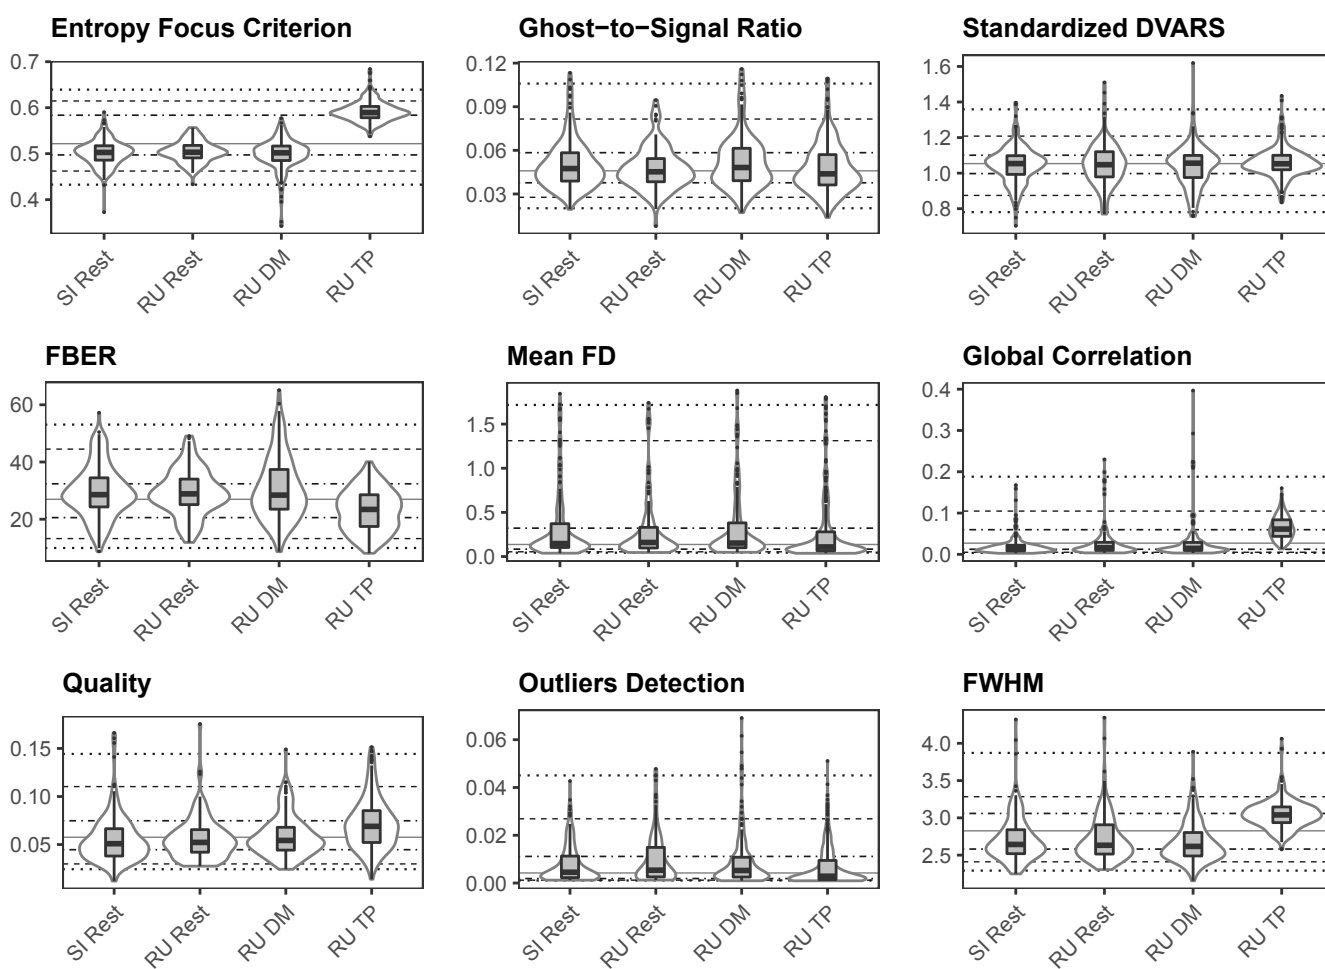 Entropy Focus Criterion
0.7
0.6
0.5
0.4
SI Rest
RU Rest
RU DM
RU TP
Ghost−to−Signal Ratio
0.12
0.09
0.06
0.03
SI Rest
RU Rest
RU DM
RU TP
Standardized DVARS
1.6
1.4
1.2
1.0
0.8
SI Rest
RU Rest
RU DM
RU TP
FBER
60
40
20
SI Rest
RU Rest
RU DM
RU TP
Mean FD
1.5
1.0
0.5
0.0
SI Rest
RU Rest
RU DM
RU TP
Global Correlation
0.4
0.3
0.2
0.1
0.0
SI Rest
RU Rest
RU DM
RU TP
Quality
0.15
0.10
0.05
SI Rest
RU Rest
RU DM
RU TP
Outliers Detection
0.06
0.04
0.02
0.00
SI Rest
RU Rest
RU DM
RU TP
FWHM
4.0
3.5
3.0
2.5
SI Rest
RU Rest
RU DM
RU TP